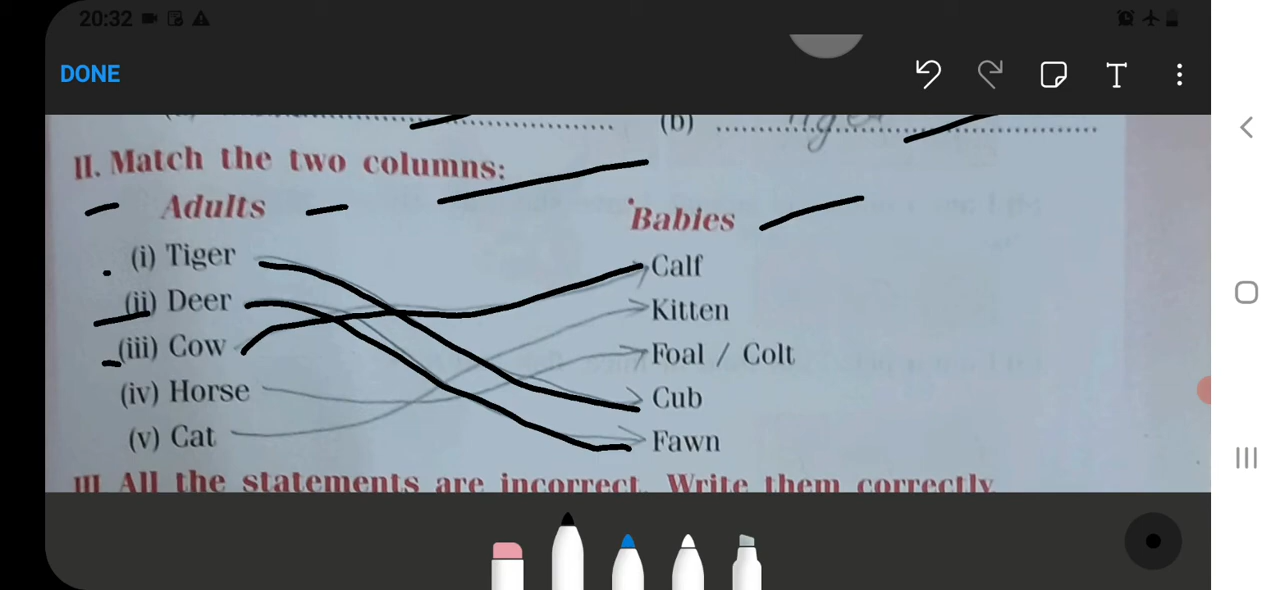 20:32
DONE
T
(b) Tiger
II. Match the two columns:
Adults Babies
(i) Tiger Calf
(ii) Deer Kitten
(iii) Cow Foal / Colt
(iv) Horse Cub
(v) Cat Fawn
III All the statements are incorrect. Write them correctly